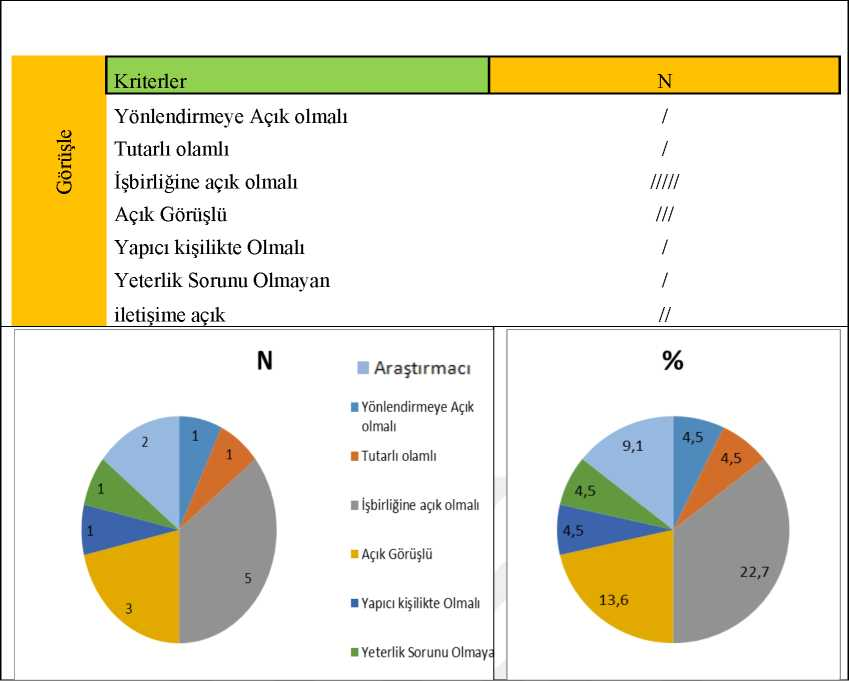 Görüşle
Kriterler N
Yönlendirmeye Açık olmalı /
Tutarlı olamlı /
İşbirliğine açık olmalı /////
Açık Görüşlü ///
Yapıcı kişilikte Olmalı /
Yeterlik Sorunu Olmayan /
iletişime açık //
N
2
1
1
1
1
5
3
Araştırmacı
Yönlendirmeye Açık
olmalı
Tutarlı olamlı
İşbirliğine açık olmalı
Açık Görüşlü
Yapıcı kişilikte Olmalı
Yeterlik Sorunu Olmaya
%
9,1
4,5
4,5
4,5
4,5
22,7
13,6